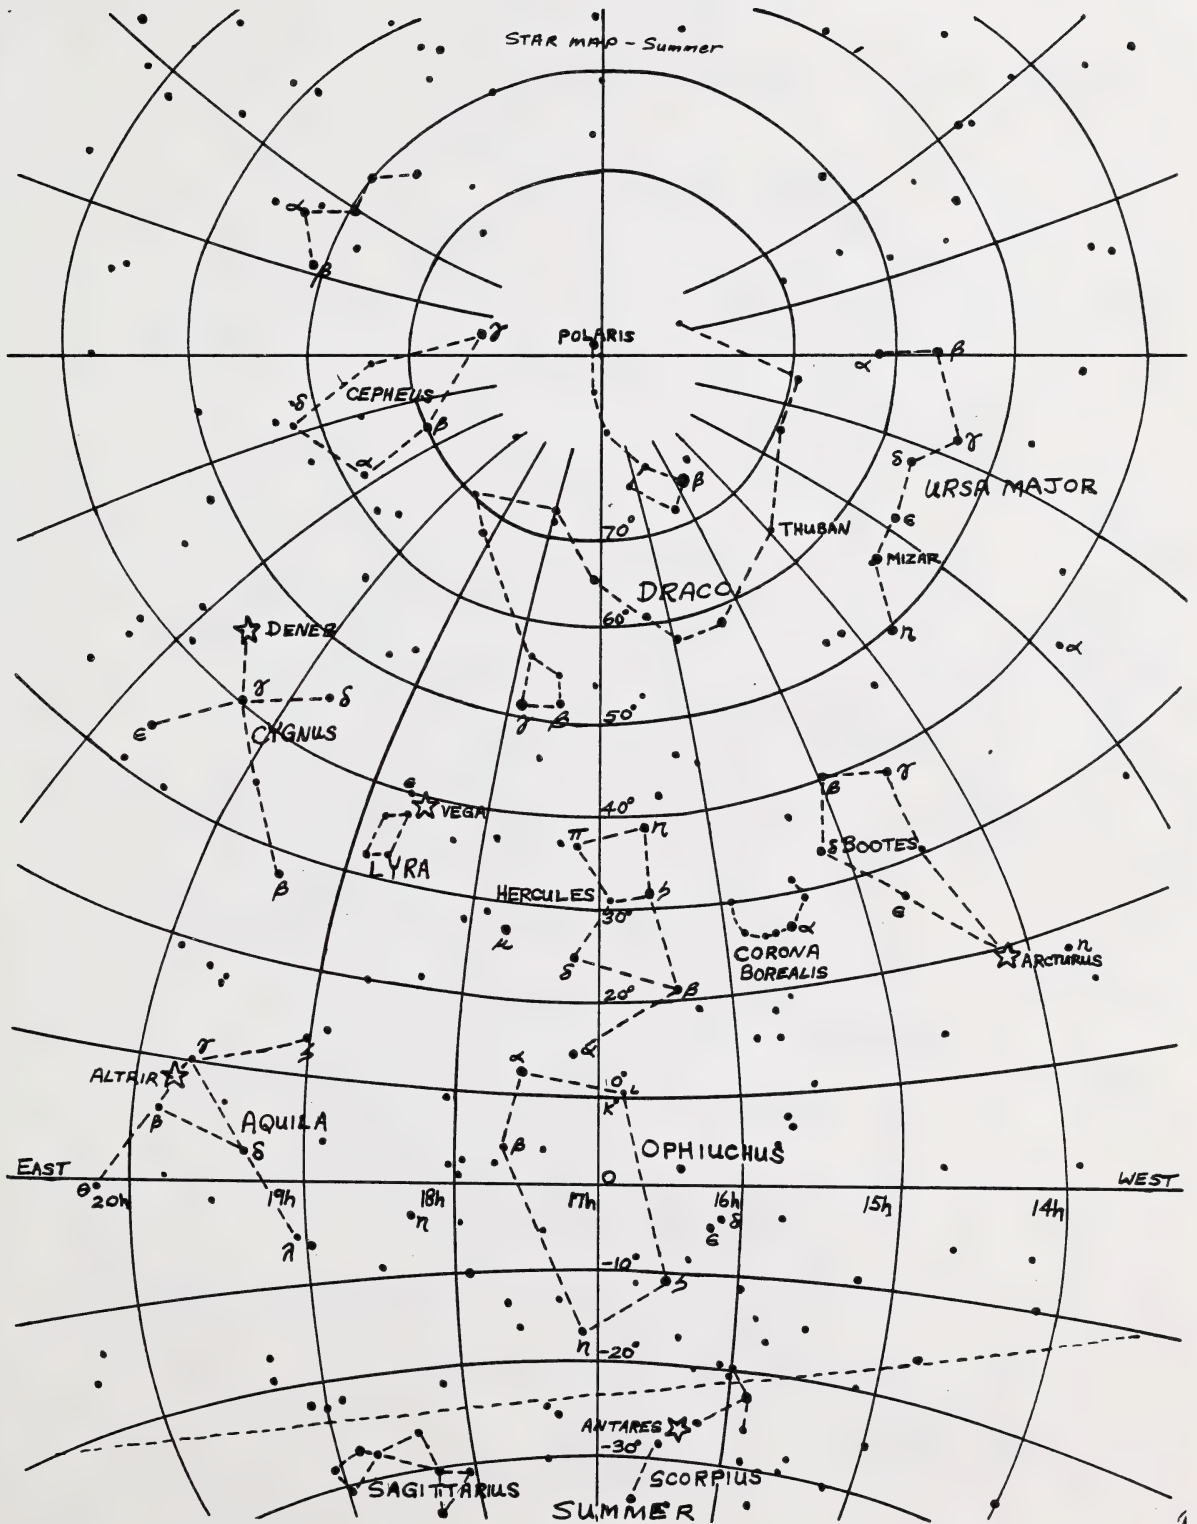 STAR MAP - Summer
α
β
POLARIS
γ
CEPHEUS
δ
β
α
α β
γ
δ
URSA MAJOR
ε
MIZAR
η
β
70°
THUBAN
DRACO
60°
DENEB
γ δ
ε
CYGNUS
β
γ β
50°
α
ε
VEGA
LYRA
40°
β γ
δ BOOTES
ε
π η
HERCULES
ζ
30°
μ
δ
α
CORONA
BOREALIS
ARCTURUS
η
20°
β
α
γ
ζ
ALTAIR
β
AQUILA
δ
α
10°
κ ι
β
OPHIUCHUS
EAST
0
WEST
θ
20h 19h 18h 17h 16h 15h 14h
η
δ
ε
λ
-10°
ζ
η
-20°
ANTARES
-30°
SCORPIUS
SAGITTARIUS
SUMMER